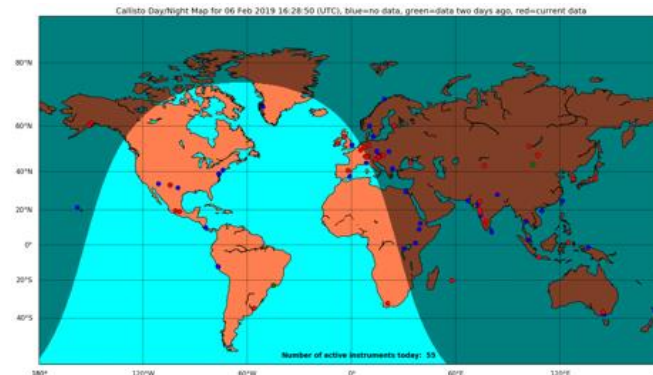 Callisto Day/Night Map for 06 Feb 2019 16:28:50 (UTC), blue=no data, green=data two days ago, red=current data
80°N
60°N
40°N
20°N
0°
20°S
40°S
Number of active instruments today: 55
180° 120°W 60°W 0° 60°E 120°E